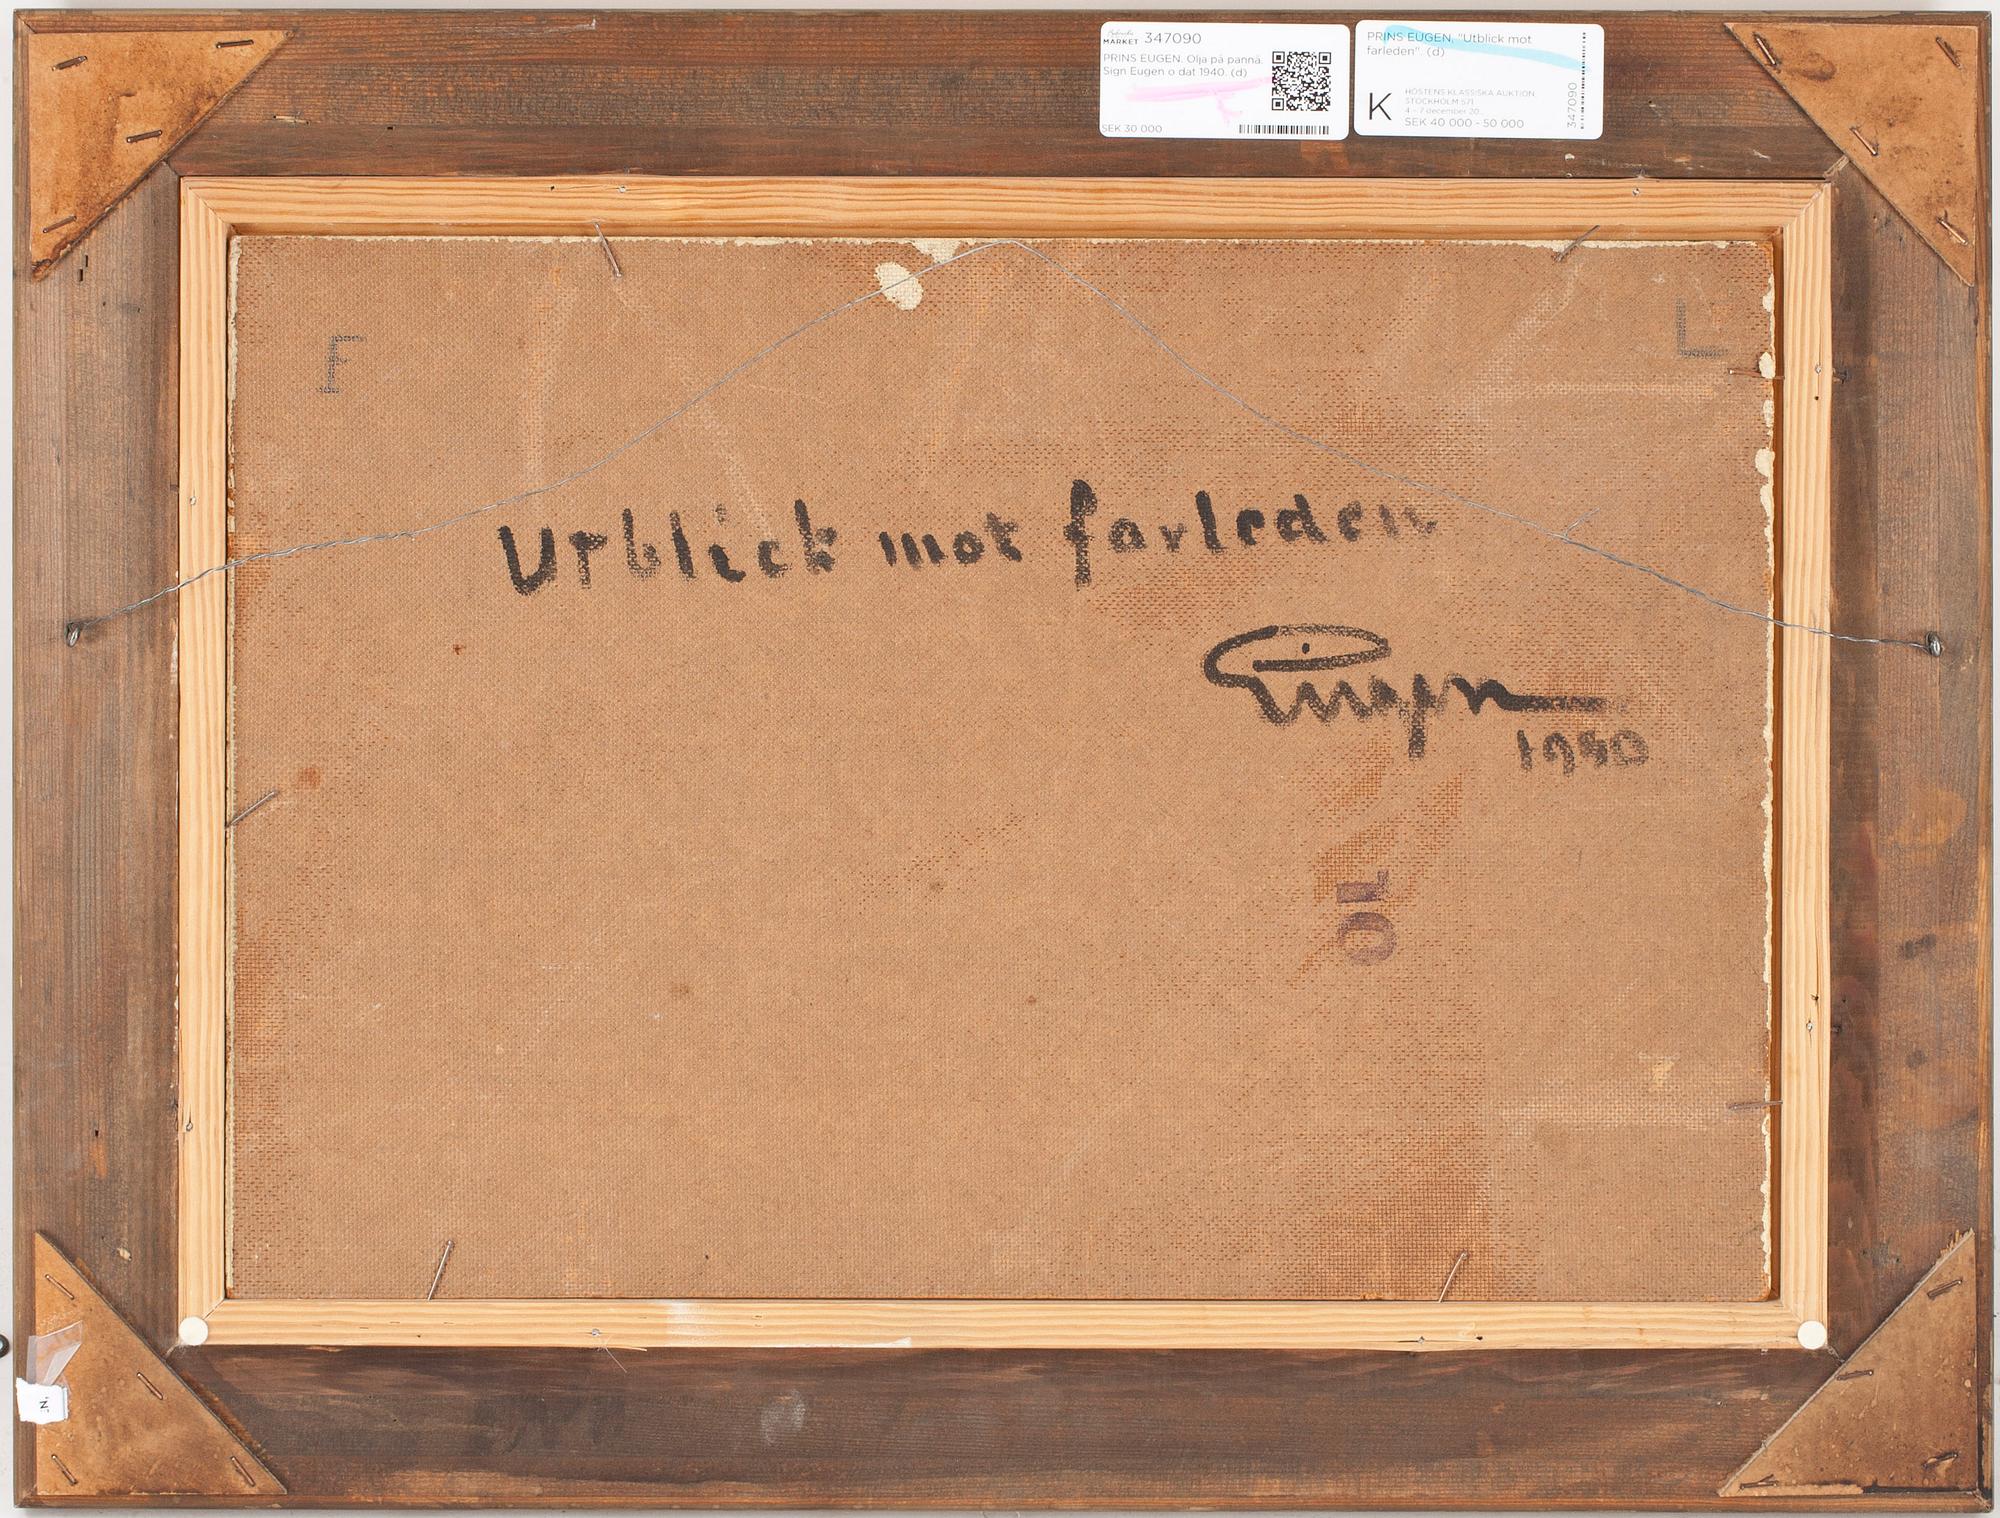 MARKET 347090
PRINS EUGEN. Olja på pannå.
Sign Eugen o dat 1940. (d)
SEK 30 000
PRINS EUGEN. "Utblick mot
farleden". (d)
K
HÖSTENS KLASSISKA AUKTION
STOCKHOLM 571
4 - 7 december 20
SEK 40 000 - 50 000
347090
F
L
Utblick mot farleden
Eugen
1940
OL